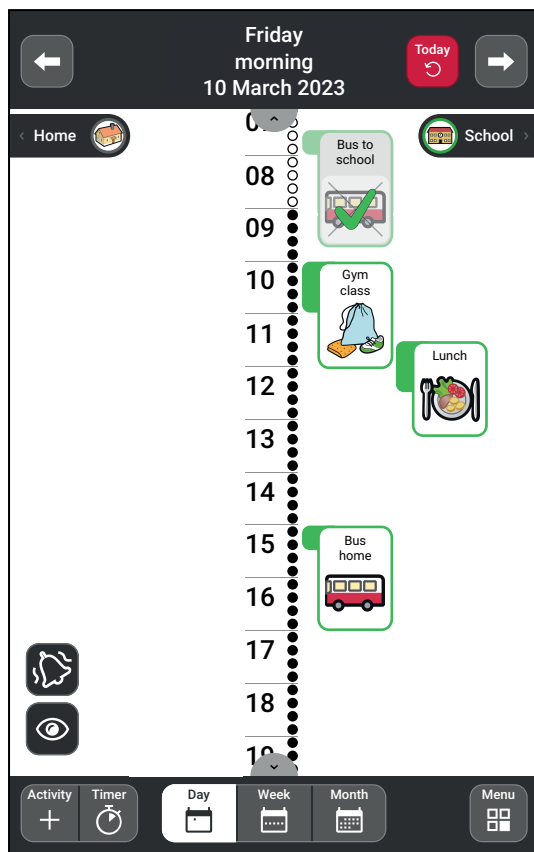 Friday
morning
10 March 2023
Today
Home
School
08
09
10
11
12
13
14
15
16
17
18
Bus to
school
Gym
class
Lunch
Bus
home
Activity
Timer
Day
Week
Month
Menu